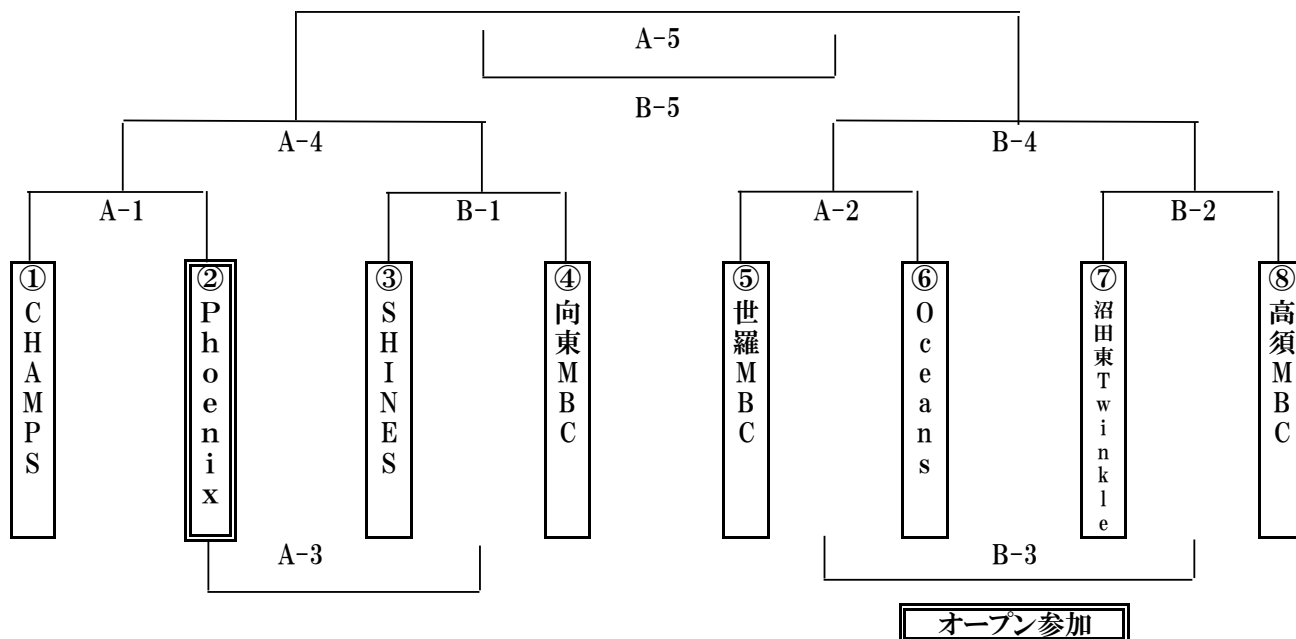 A-5
B-5
A-4
B-4
A-1
B-1
A-2
B-2
①CHAMPS
②Phoenix
③SHINES
④向東MBC
⑤世羅MBC
⑥Oceans
⑦沼田東Twinkle
⑧高須MBC
A-3
B-3
オープン参加